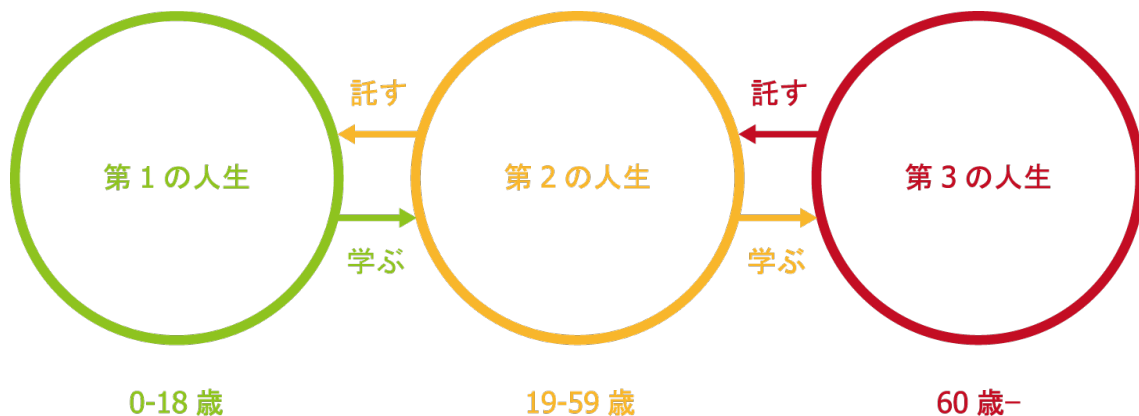 託す
託す
第1の人生
第2の人生
第3の人生
学ぶ
学ぶ
0-18 歳
19-59 歳
60 歳−